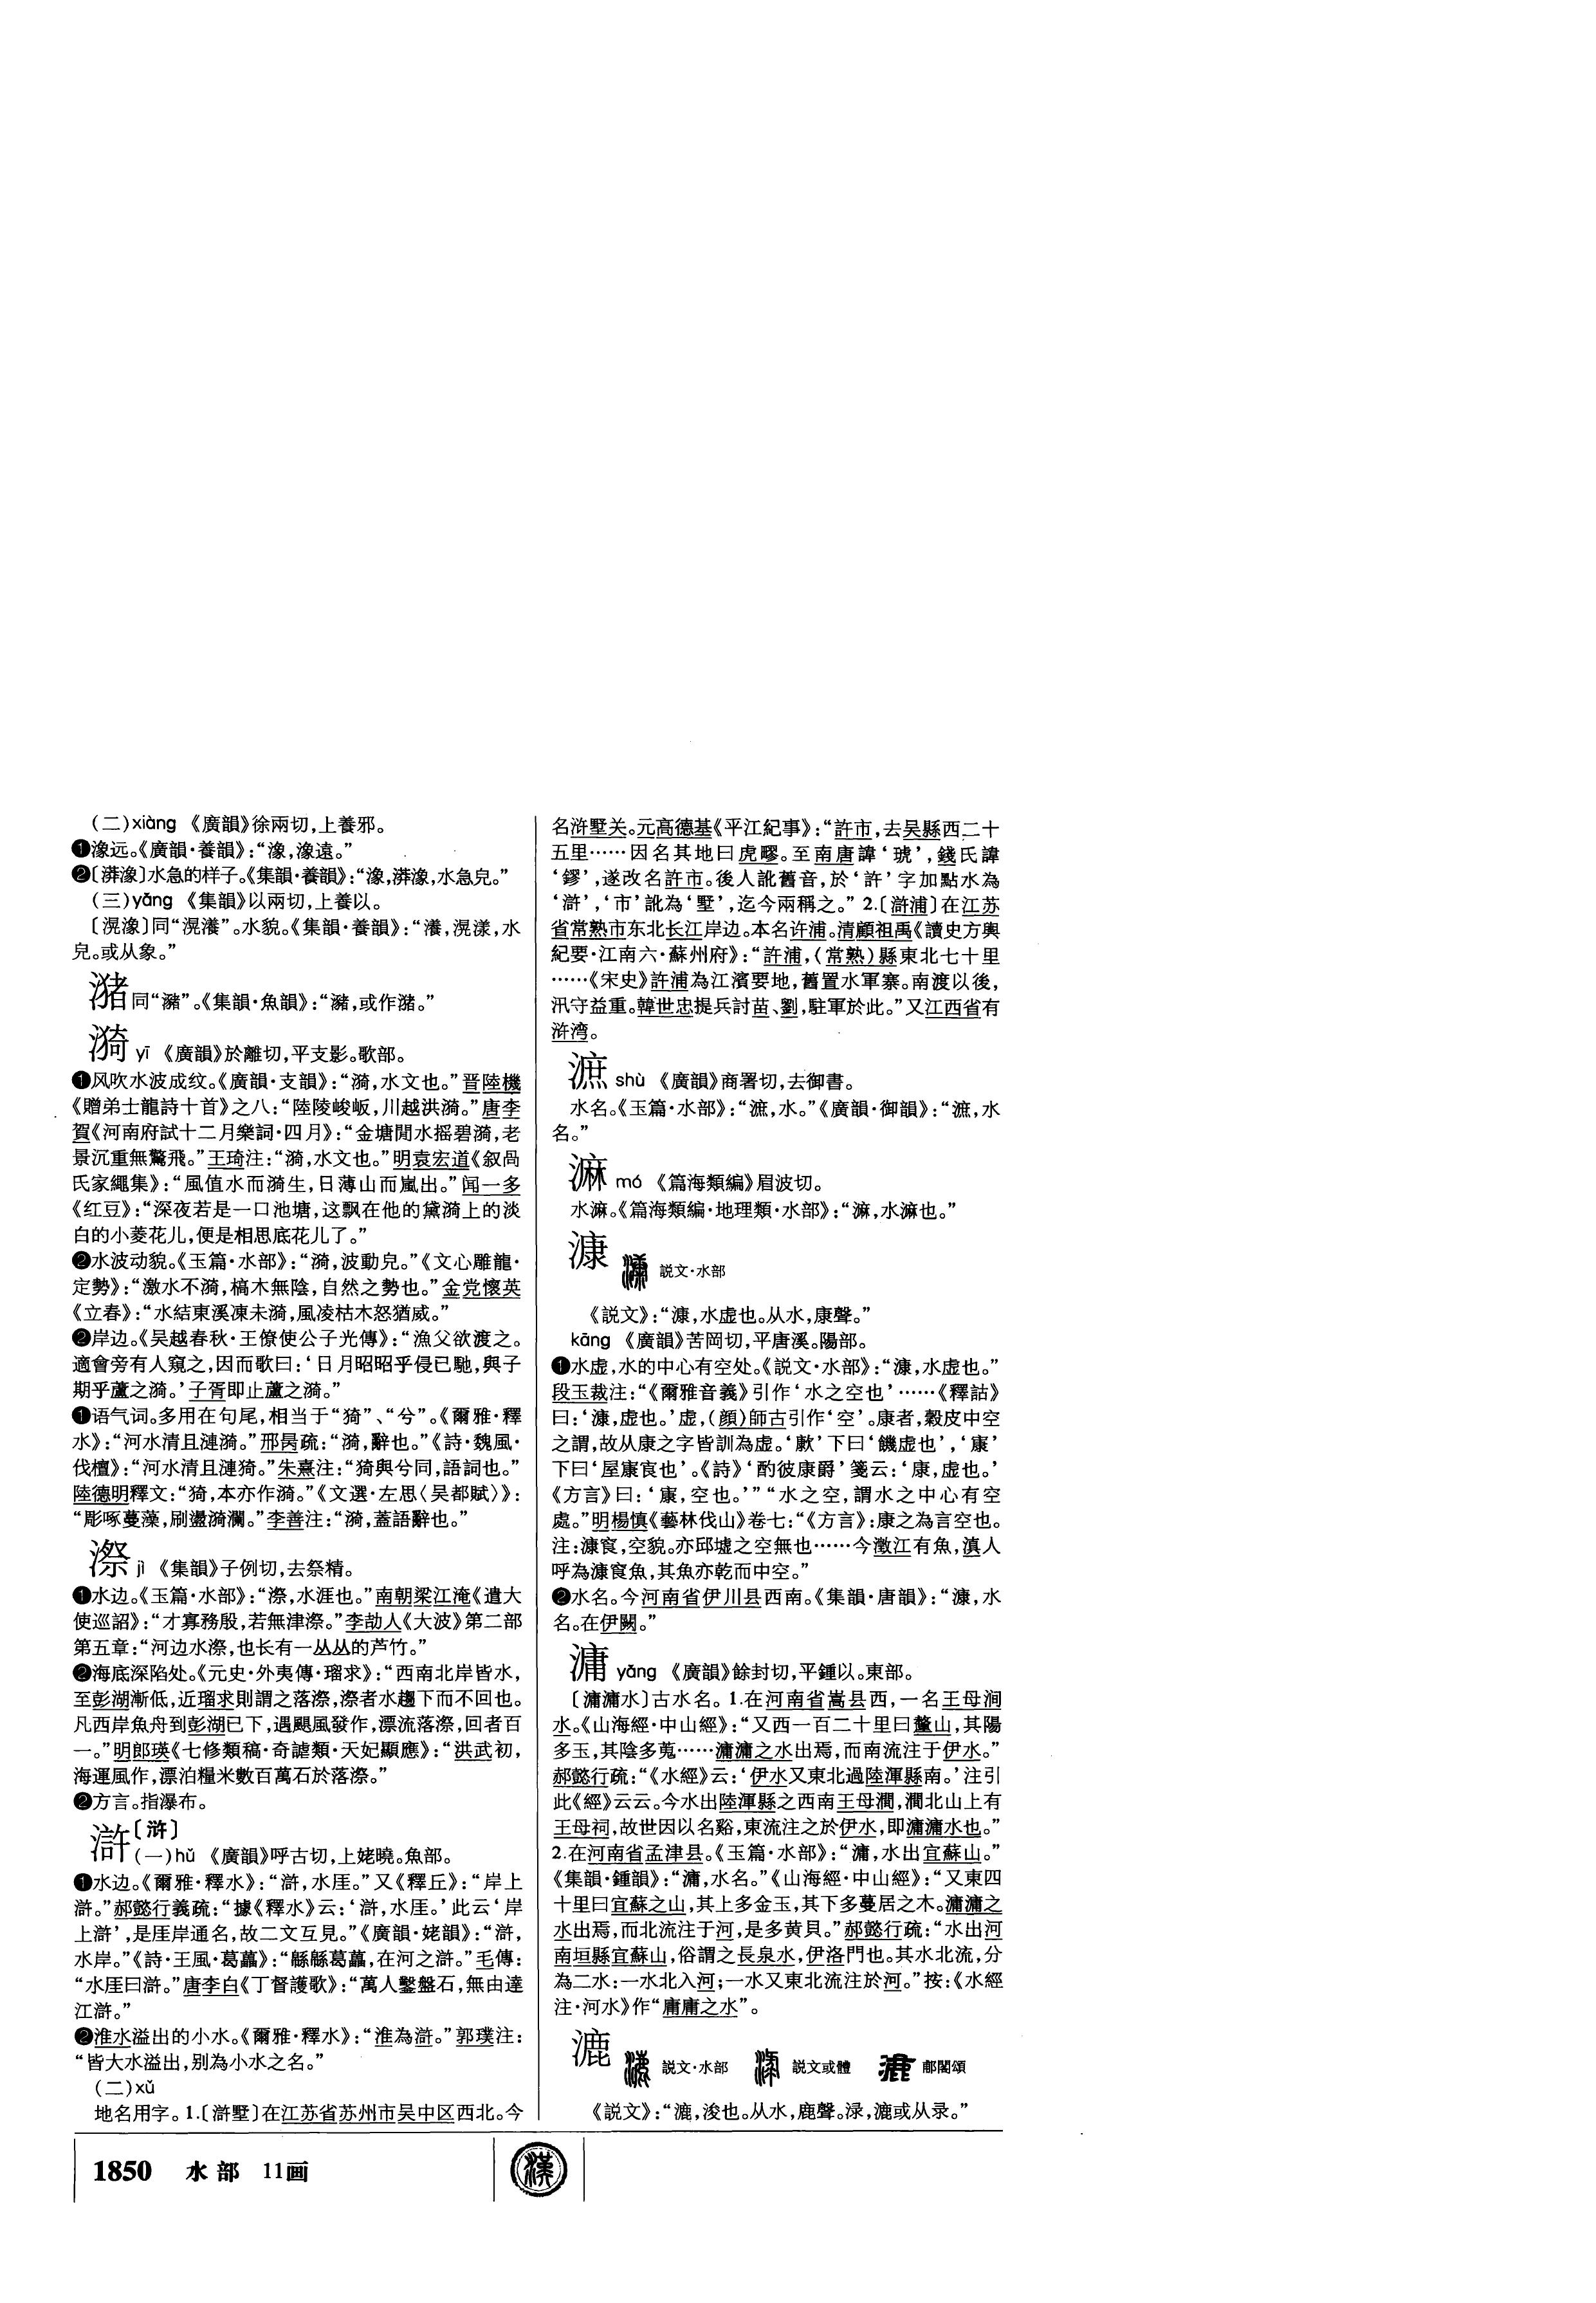 (二)xiàng 《廣韻》徐兩切,上養邪。
❶潒远。《廣韻·養韻》:“潒,潒遠。”
❷〔漭潒〕水急的样子。《集韻·養韻》:“潒,漭潒,水急皃。”
(三)yǎng 《集韻》以兩切,上養以。
〔滉潒〕同“滉瀁”。水貌。《集韻·養韻》:“瀁,滉漾,水
皃。或从象。”
潴 同“瀦”。《集韻·魚韻》:“瀦,或作潴。”
漪 yī 《廣韻》於離切,平支影。歌部。
❶风吹水波成纹。《廣韻·支韻》:“漪,水文也。”晋陸機
《贈弟士龍詩十首》之八:“陸陵峻岅,川越洪漪。”唐李
賀《河南府試十二月樂詞·四月》:“金塘閒水摇碧漪,老
景沉重無驚飛。”王琦注:“漪,水文也。”明袁宏道《叙咼
氏家繩集》:“風值水而漪生,日薄山而嵐出。”闻一多
《红豆》:“深夜若是一口池塘,这飘在他的黛漪上的淡
白的小菱花儿,便是相思底花儿了。”
❷水波动貌。《玉篇·水部》:“漪,波動皃。”《文心雕龍·
定勢》:“激水不漪,槁木無陰,自然之勢也。”金党懷英
《立春》:“水結東溪凍未漪,風凌枯木怒猶威。”
❷岸边。《吴越春秋·王僚使公子光傳》:“漁父欲渡之。
適會旁有人窺之,因而歌曰:‘日月昭昭乎侵已馳,與子
期乎蘆之漪。’子胥即止蘆之漪。”
❶语气词。多用在句尾,相当于“猗”、“兮”。《爾雅·釋
水》:“河水清且漣漪。”邢昺疏:“漪,辭也。”《詩·魏風·
伐檀》:“河水清且漣猗。”朱熹注:“猗與兮同,語詞也。”
陸德明釋文:“猗,本亦作漪。”《文選·左思〈吴都賦〉》:
“彫啄蔓藻,刷盪漪瀾。”李善注:“漪,蓋語辭也。”
漈 jì 《集韻》子例切,去祭精。
❶水边。《玉篇·水部》:“漈,水涯也。”南朝梁江淹《遣大
使巡詔》:“才寡務殷,若無津漈。”李劼人《大波》第二部
第五章:“河边水漈,也长有一丛丛的芦竹。”
❷海底深陷处。《元史·外夷傳·瑠求》:“西南北岸皆水,
至彭湖漸低,近瑠求則謂之落漈,漈者水趨下而不回也。
凡西岸魚舟到彭湖已下,遇颶風發作,漂流落漈,回者百
一。”明郎瑛《七修類稿·奇謔類·天妃顯應》:“洪武初,
海運風作,漂泊糧米數百萬石於落漈。”
❷方言。指瀑布。
滸〔浒〕
(一)hǔ 《廣韻》呼古切,上姥曉。魚部。
❶水边。《爾雅·釋水》:“滸,水厓。”又《釋丘》:“岸上
滸。”郝懿行義疏:“據《釋水》云:‘滸,水厓。’此云‘岸
上滸’,是厓岸通名,故二文互見。”《廣韻·姥韻》:“滸,
水岸。”《詩·王風·葛藟》:“緜緜葛藟,在河之滸。”毛傳:
“水厓曰滸。”唐李白《丁督護歌》:“萬人鑿盤石,無由達
江滸。”
❷淮水溢出的小水。《爾雅·釋水》:“淮為滸。”郭璞注:
“皆大水溢出,别為小水之名。”
(二)xǔ
地名用字。1.〔滸墅〕在江苏省苏州市吴中区西北。今
名浒墅关。元高德基《平江紀事》:“許市,去吴縣西二十
五里……因名其地曰虎疁。至南唐諱‘琥’,錢氏諱
‘鏐’,遂改名許市。後人訛舊音,於‘許’字加點水為
‘滸’,‘市’訛為‘墅’,迄今兩稱之。”2.〔滸浦〕在江苏
省常熟市东北长江岸边。本名许浦。清顧祖禹《讀史方輿
紀要·江南六·蘇州府》:“許浦,(常熟)縣東北七十里
……《宋史》許浦為江濱要地,舊置水軍寨。南渡以後,
汛守益重。韓世忠提兵討苗、劉,駐軍於此。”又江西省有
浒湾。
漉 shù 《廣韻》商署切,去御書。
水名。《玉篇·水部》:“㵂,水。”《廣韻·御韻》:“㵂,水
名。”
㵋 mó 《篇海類編》眉波切。
水㵋。《篇海類編·地理類·水部》:“㵋,水㵋也。”
漮 説文·水部
《説文》:“漮,水虚也。从水,康聲。”
kāng 《廣韻》苦岡切,平唐溪。陽部。
❶水虚,水的中心有空处。《説文·水部》:“漮,水虚也。”
段玉裁注:“《爾雅音義》引作‘水之空也’……《釋詁》
曰:‘漮,虚也。’虚,(顔)師古引作‘空’。康者,穀皮中空
之謂,故从康之字皆訓為虚。‘歉’下曰‘饑虚也’,‘康’
下曰‘屋康㝗也’。《詩》‘酌彼康爵’箋云:‘康,虚也。’
《方言》曰:‘康,空也。’”“水之空,謂水之中心有空
處。”明楊慎《藝林伐山》卷七:“《方言》:康之為言空也。
注:漮㝗,空貌。亦邱墟之空無也……今澂江有魚,滇人
呼為漮㝗魚,其魚亦乾而中空。”
❷水名。今河南省伊川县西南。《集韻·唐韻》:“漮,水
名。在伊闕。”
滽 yǎng 《廣韻》餘封切,平鍾以。東部。
〔滽滽水〕古水名。1.在河南省嵩县西,一名王母涧
水。《山海經·中山經》:“又西一百二十里曰釐山,其陽
多玉,其陰多蒐……滽滽之水出焉,而南流注于伊水。”
郝懿行疏:“《水經》云:‘伊水又東北過陸渾縣南。’注引
此《經》云云。今水出陸渾縣之西南王母澗,澗北山上有
王母祠,故世因以名谿,東流注之於伊水,即滽滽水也。”
2.在河南省孟津县。《玉篇·水部》:“滽,水出宜蘇山。”
《集韻·鍾韻》:“滽,水名。”《山海經·中山經》:“又東四
十里曰宜蘇之山,其上多金玉,其下多蔓居之木。滽滽之
水出焉,而北流注于河,是多黄貝。”郝懿行疏:“水出河
南垣縣宜蘇山,俗謂之長泉水,伊洛門也。其水北流,分
為二水:一水北入河;一水又東北流注於河。”按:《水經
注·河水》作“庸庸之水”。
漉 説文·水部 説文或體 郙閣頌
《説文》:“漉,浚也。从水,鹿聲。渌,漉或从录。”
1850 水部 11画 漢